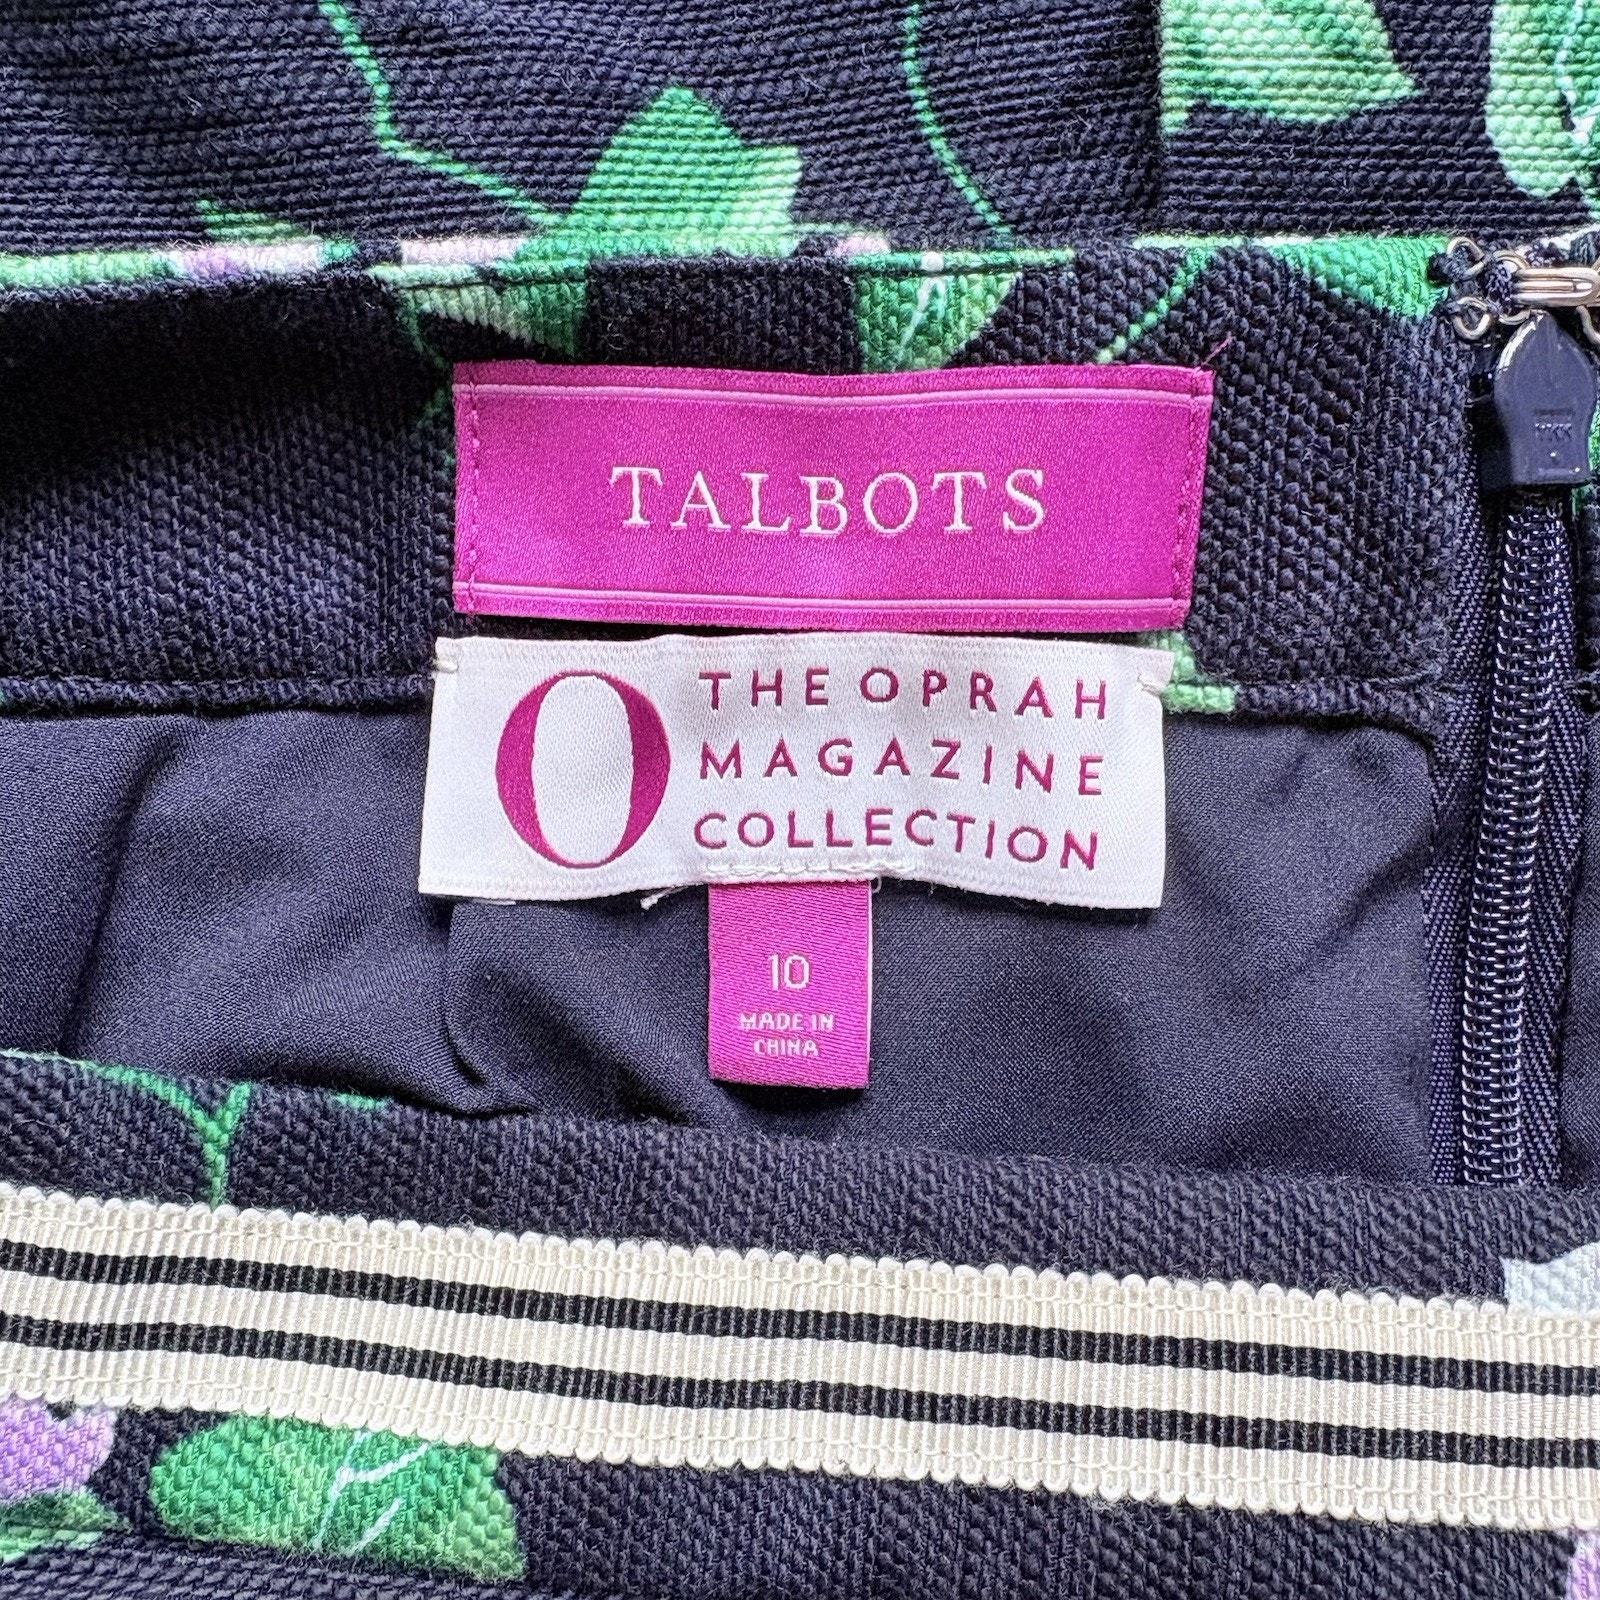 TALBOTS
O
THE OPRAH
MAGAZINE
COLLECTION
10
MADE IN
CHINA